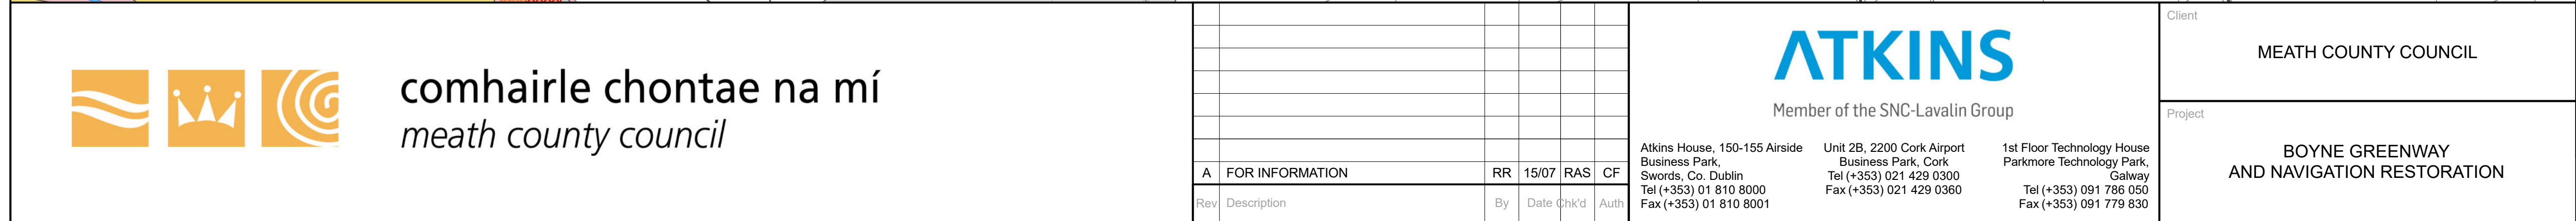 comhairle chontae na mí
meath county council
A FOR INFORMATION RR 15/07 RAS CF
Rev Description By Date Chk'd Auth
ATKINS
Member of the SNC-Lavalin Group
Atkins House, 150-155 Airside
Business Park,
Swords, Co. Dublin
Tel (+353) 01 810 8000
Fax (+353) 01 810 8001
Unit 2B, 2200 Cork Airport
Business Park, Cork
Tel (+353) 021 429 0300
Fax (+353) 021 429 0360
1st Floor Technology House
Parkmore Technology Park,
Galway
Tel (+353) 091 786 050
Fax (+353) 091 779 830
Client
MEATH COUNTY COUNCIL
Project
BOYNE GREENWAY
AND NAVIGATION RESTORATION